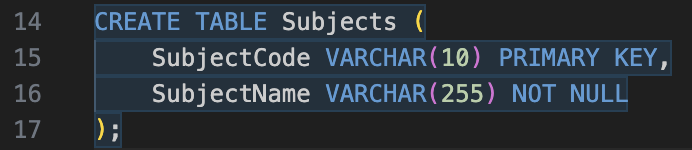 14 CREATE TABLE Subjects (
15     SubjectCode VARCHAR(10) PRIMARY KEY,
16     SubjectName VARCHAR(255) NOT NULL
17 );